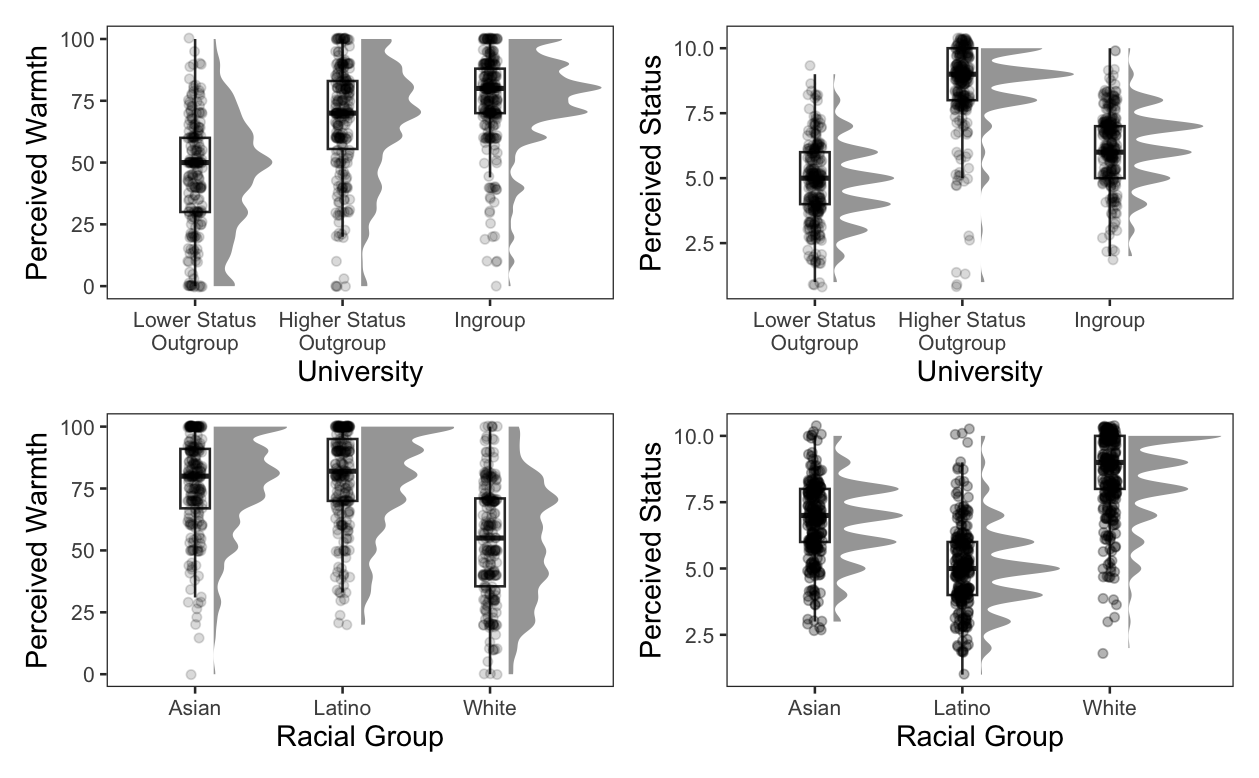 Perceived Warmth
100
75
50
25
0
Lower Status
Outgroup
Higher Status
Outgroup
Ingroup
University
Perceived Status
10.0
7.5
5.0
2.5
Lower Status
Outgroup
Higher Status
Outgroup
Ingroup
University
Perceived Warmth
100
75
50
25
0
Asian
Latino
White
Racial Group
Perceived Status
10.0
7.5
5.0
2.5
Asian
Latino
White
Racial Group